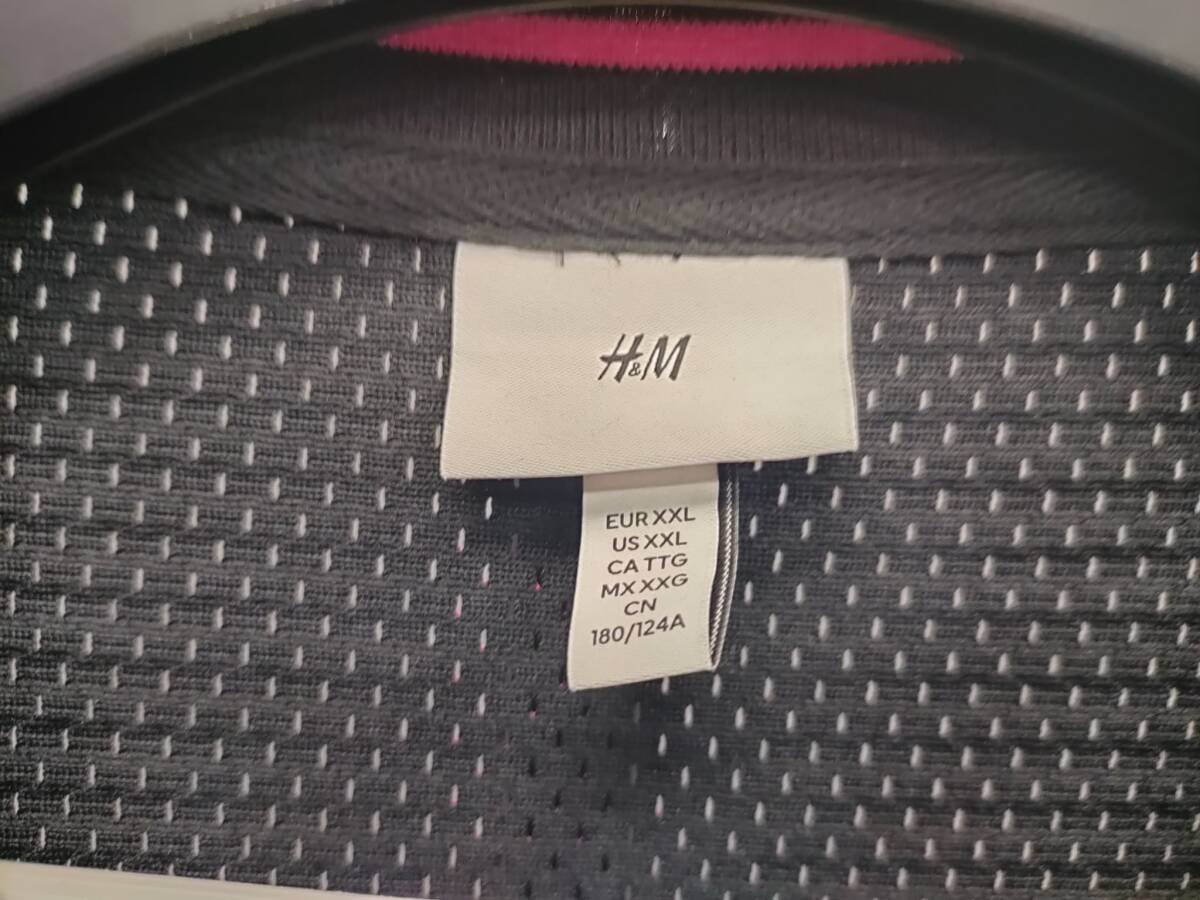 H&M
EUR XXL
US XXL
CA TTG
MX XXG
CN
180/124A